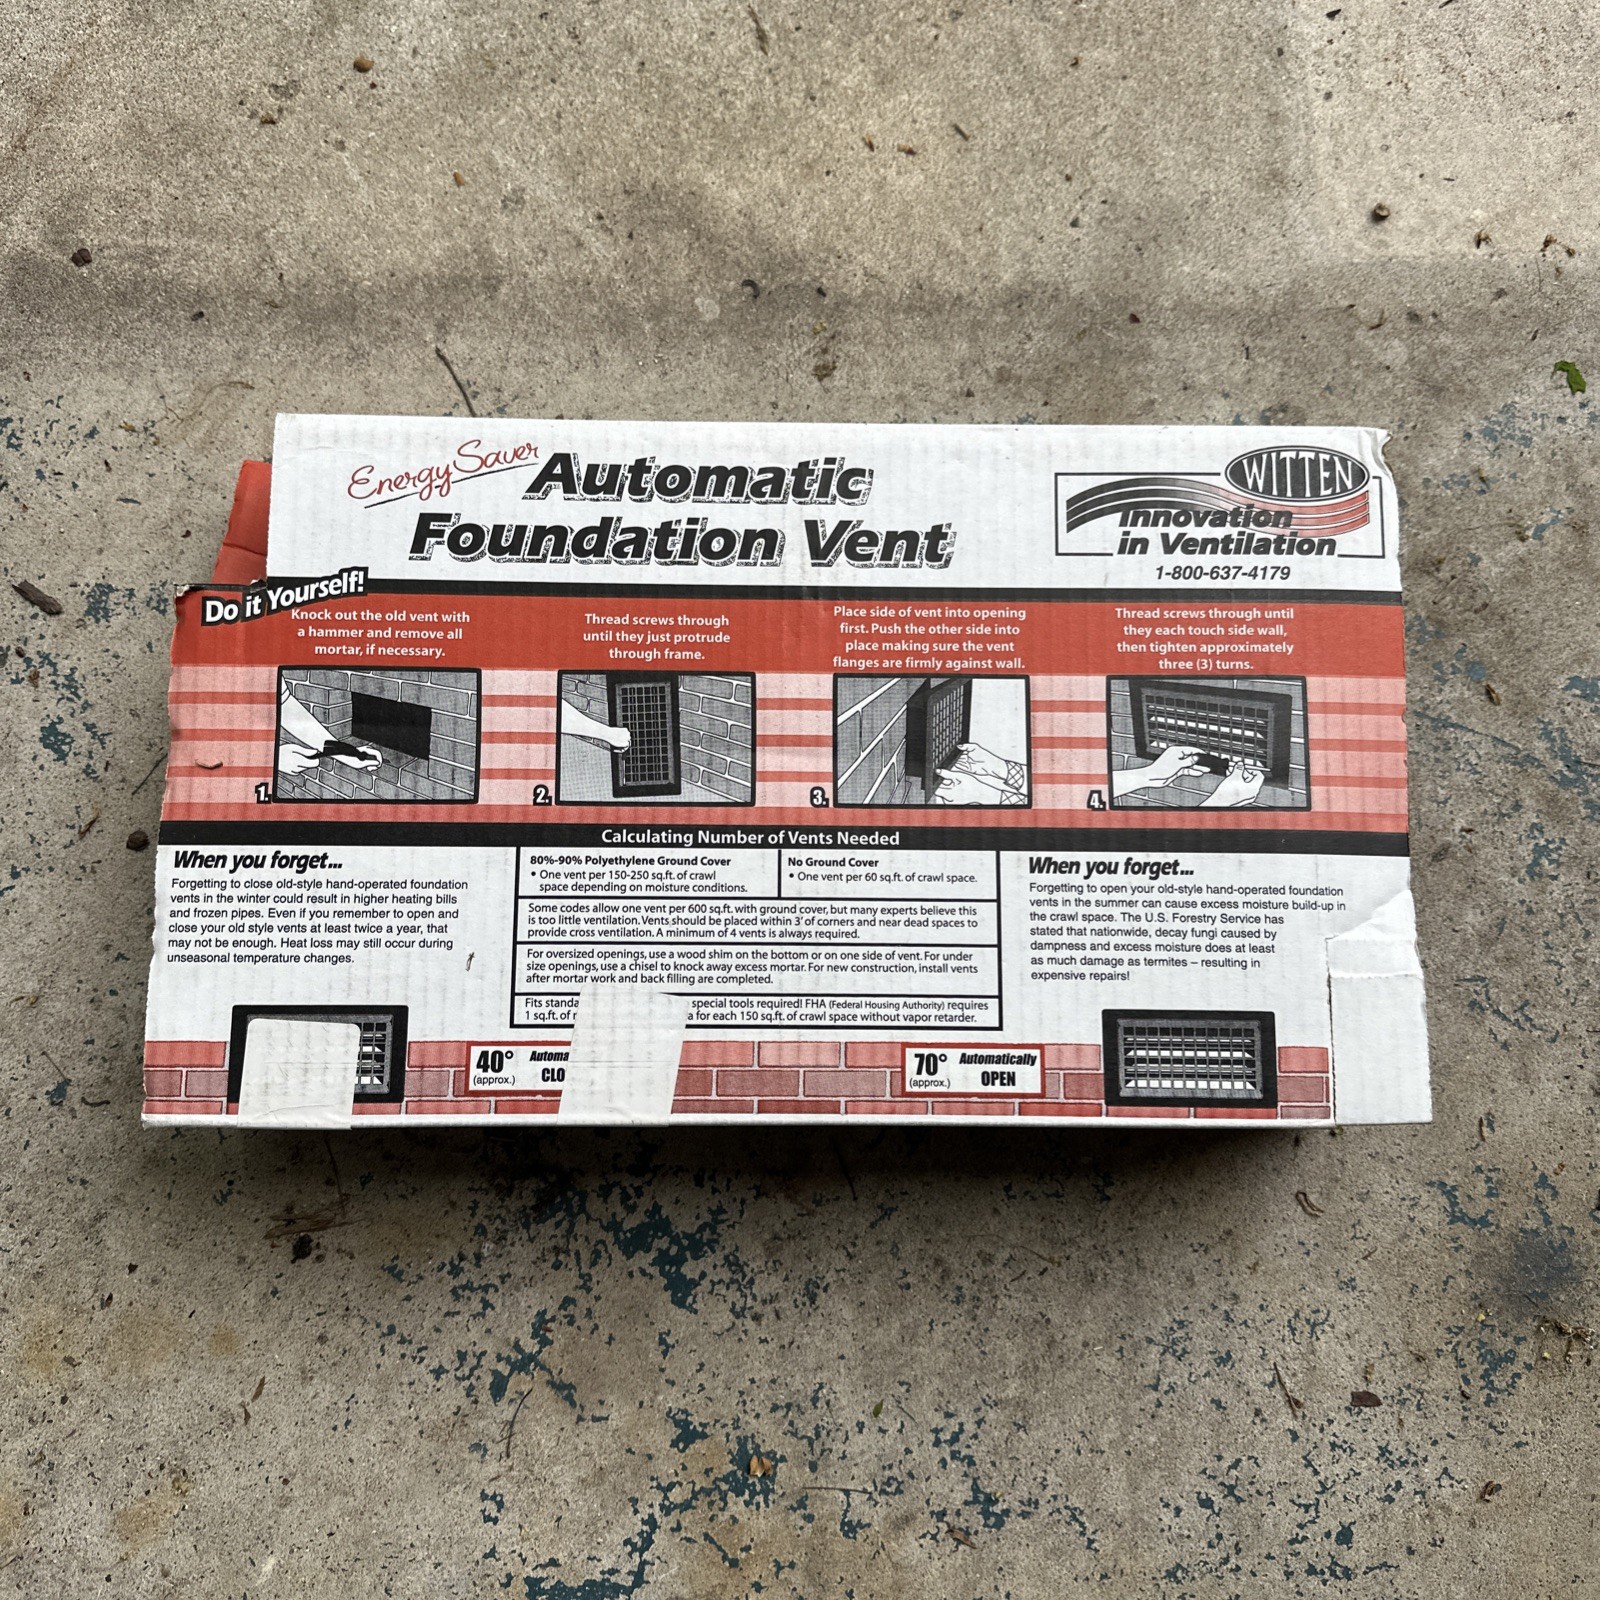 Energy Saver Automatic
Foundation Vent
WITTEN
Innovation
in Ventilation
1-800-637-4179
Do it Yourself!
Knock out the old vent with
a hammer and remove all
mortar, if necessary.
1.
Thread screws through
until they just protrude
through frame.
2.
Place side of vent into opening
first. Push the other side into
place making sure the vent
flanges are firmly against wall.
3.
Thread screws through until
they each touch side wall,
then tighten approximately
three (3) turns.
4.
Calculating Number of Vents Needed
When you forget...
Forgetting to close old-style hand-operated foundation
vents in the winter could result in higher heating bills
and frozen pipes. Even if you remember to open and
close your old style vents at least twice a year, that
may not be enough. Heat loss may still occur during
unseasonal temperature changes.
80%-90% Polyethylene Ground Cover
• One vent per 150-250 sq.ft. of crawl
space depending on moisture conditions.
No Ground Cover
• One vent per 60 sq.ft. of crawl space.
Some codes allow one vent per 600 sq.ft. with ground cover, but many experts believe this
is too little ventilation. Vents should be placed within 3' of corners and near dead spaces to
provide cross ventilation. A minimum of 4 vents is always required.
For oversized openings, use a wood shim on the bottom or on one side of vent. For under
size openings, use a chisel to knock away excess mortar. For new construction, install vents
after mortar work and back filling are completed.
Fits standa special tools required! FHA (Federal Housing Authority) requires
1 sq.ft. of a for each 150 sq.ft. of crawl space without vapor retarder.
When you forget...
Forgetting to open your old-style hand-operated foundation
vents in the summer can cause excess moisture build-up in
the crawl space. The U.S. Forestry Service has
stated that nationwide, decay fungi caused by
dampness and excess moisture does at least
as much damage as termites – resulting in
expensive repairs!
40°
(approx.)
Automa
CLO
70°
(approx.)
Automatically
OPEN